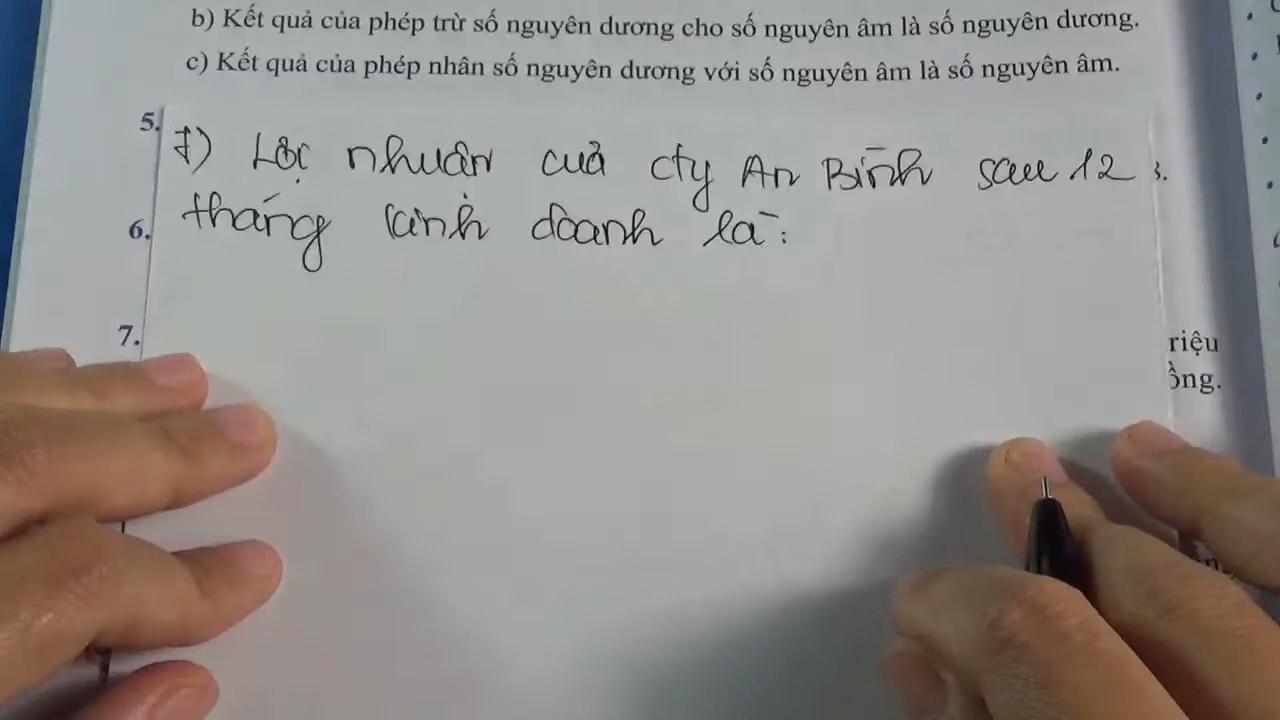 b) Kết quả của phép trừ số nguyên dương cho số nguyên âm là số nguyên dương.
c) Kết quả của phép nhân số nguyên dương với số nguyên âm là số nguyên âm.
5.
7) Lợi nhuận của cty An Bình sau 12
6.
tháng kinh doanh là:
7.
riệu
ồng.